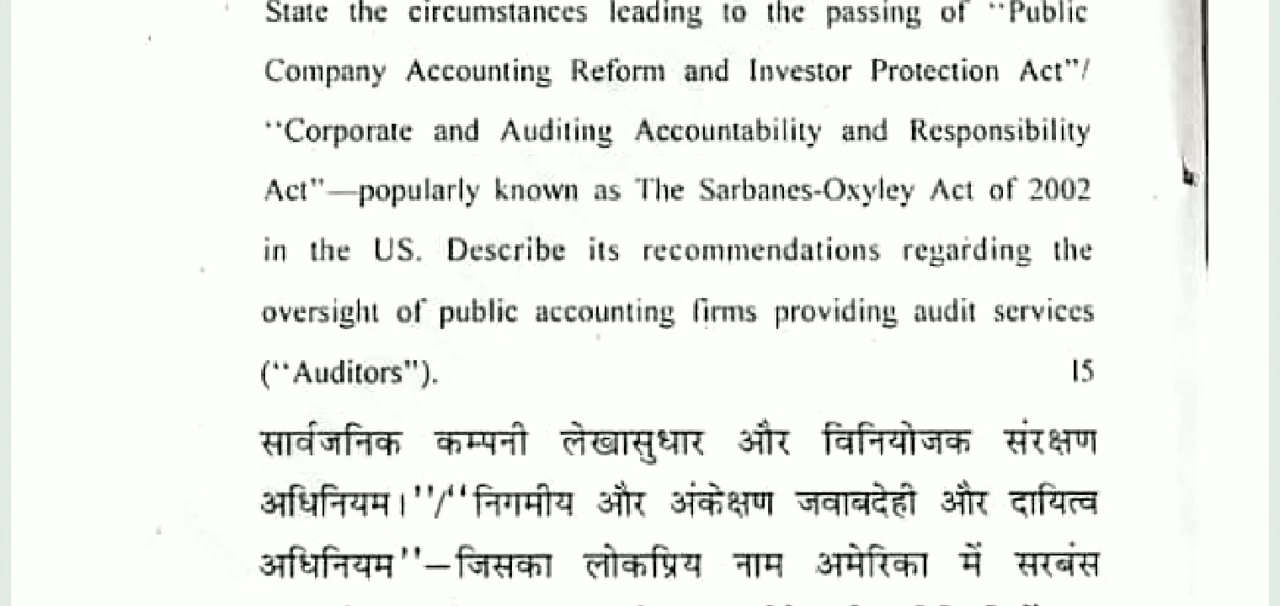 State the circumstances leading to the passing of "Public
Company Accounting Reform and Investor Protection Act"/
"Corporate and Auditing Accountability and Responsibility
Act"—popularly known as The Sarbanes-Oxyley Act of 2002
in the US. Describe its recommendations regarding the
oversight of public accounting firms providing audit services
("Auditors"). 15
सार्वजनिक कम्पनी लेखासुधार और विनियोजक संरक्षण
अधिनियम।''/''निगमीय और अंकेक्षण जवाबदेही और दायित्व
अधिनियम''–जिसका लोकप्रिय नाम अमेरिका में सरबंस